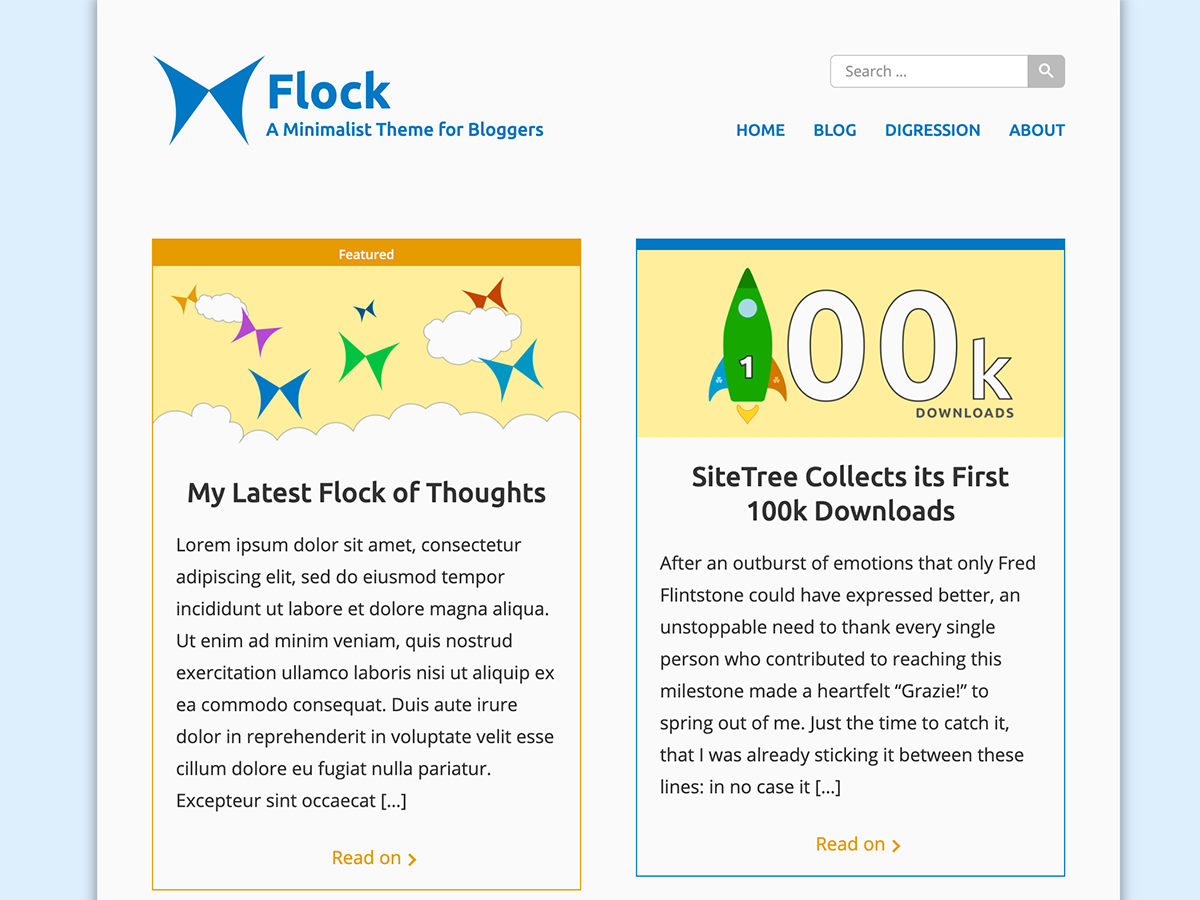 Flock
A Minimalist Theme for Bloggers
Search ...
HOME BLOG DIGRESSION ABOUT
Featured
My Latest Flock of Thoughts
Lorem ipsum dolor sit amet, consectetur
adipiscing elit, sed do eiusmod tempor
incididunt ut labore et dolore magna aliqua.
Ut enim ad minim veniam, quis nostrud
exercitation ullamco laboris nisi ut aliquip ex
ea commodo consequat. Duis aute irure
dolor in reprehenderit in voluptate velit esse
cillum dolore eu fugiat nulla pariatur.
Excepteur sint occaecat [...]
Read on
100k
DOWNLOADS
SiteTree Collects its First
100k Downloads
After an outburst of emotions that only Fred
Flintstone could have expressed better, an
unstoppable need to thank every single
person who contributed to reaching this
milestone made a heartfelt “Grazie!” to
spring out of me. Just the time to catch it,
that I was already sticking it between these
lines: in no case it [...]
Read on